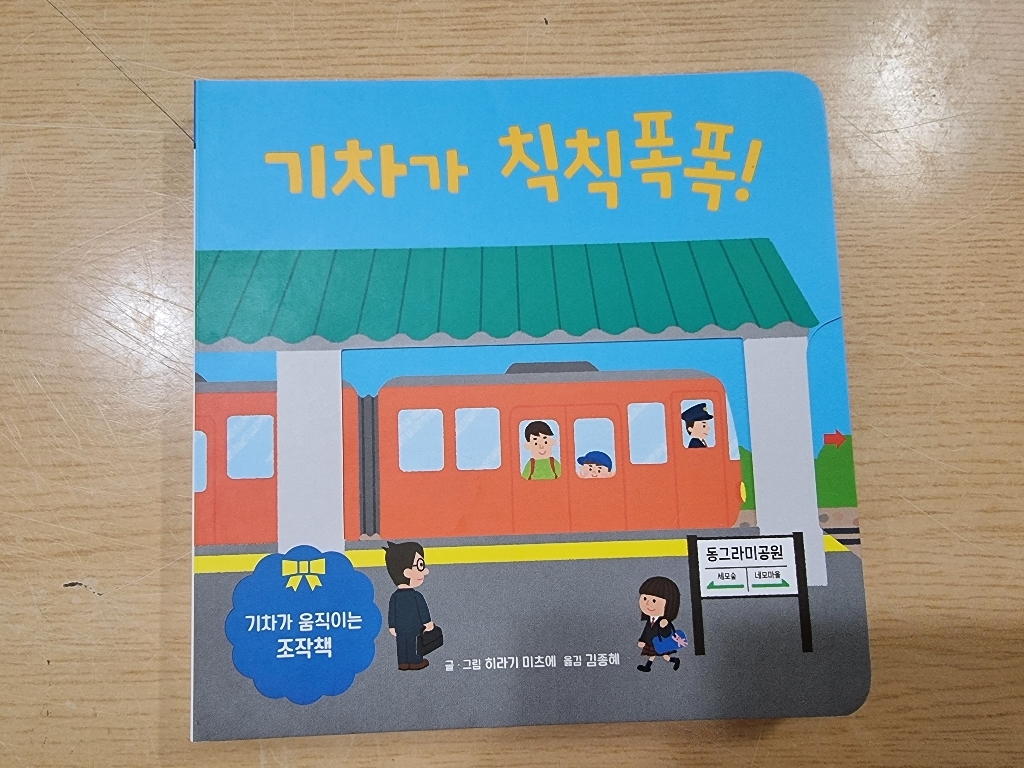 기차가 칙칙폭폭!
동그라미공원
세모숲 네모마을
기차가 움직이는
조작책
글·그림 히라기 미츠에 옮김 김종혜